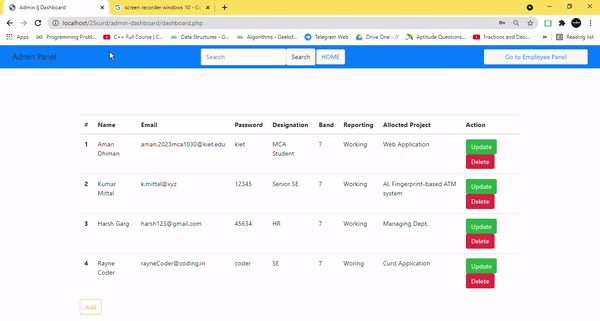 Admin || Dashboard
screen recorder windows 10 - Go
localhost/25curd/admin-dashboard/dashboard.php
Apps Programming Probl... C++ Full Course | C... Data Structures - G... Algorithms - Geeksf... Telegram Web Drive One - // Aptitude Questions... Fractions and Deci... » Reading list
Admin Panel Search Search HOME Go to Employee Panel
# Name Email Password Designation Band Reporting Allocted Project Action
1 Aman Dhiman aman.2023mca1030@kiet.edu kiet MCA Student 7 Working Web Application Update Delete
2 Kumar Mittal k.mittal@xyz 12345 Senior SE 7 Working AI, Fingerprint-based ATM system Update Delete
3 Harsh Garg harsh123@gmail.com 45634 HR 7 Working Managing Dept. Update Delete
4 Rayne Coder rayneCoder@coding.in coder SE 7 Woring Curd Application Update Delete
Add